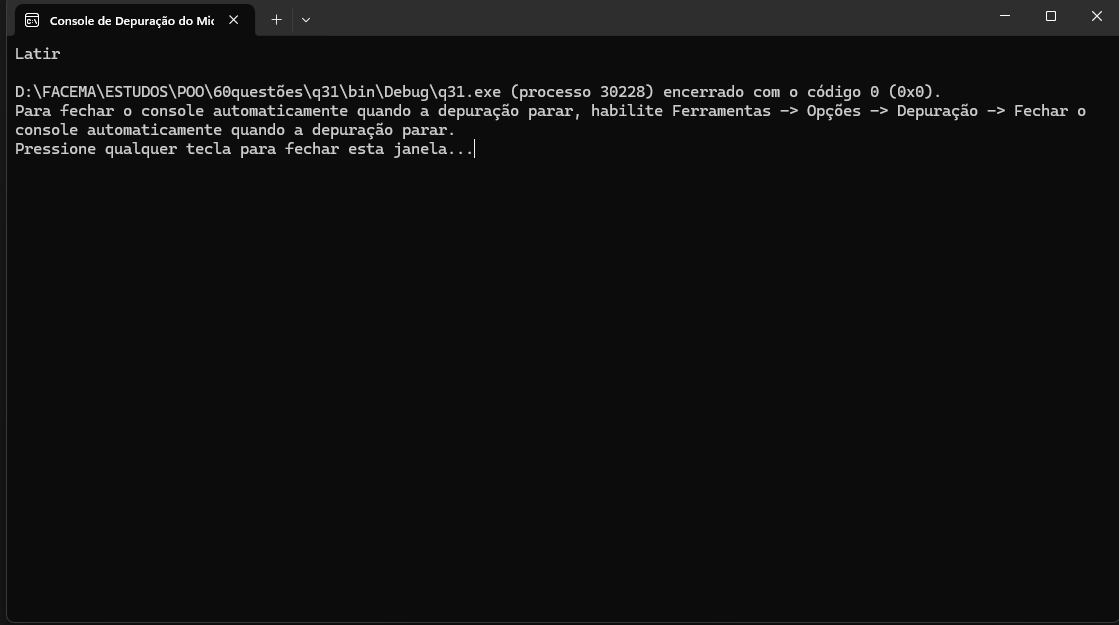 Console de Depuração do Mic
Latir
D:\FACEMA\ESTUDOS\POO\60questões\q31\bin\Debug\q31.exe (processo 30228) encerrado com o código 0 (0x0).
Para fechar o console automaticamente quando a depuração parar, habilite Ferramentas -> Opções -> Depuração -> Fechar o
console automaticamente quando a depuração parar.
Pressione qualquer tecla para fechar esta janela...